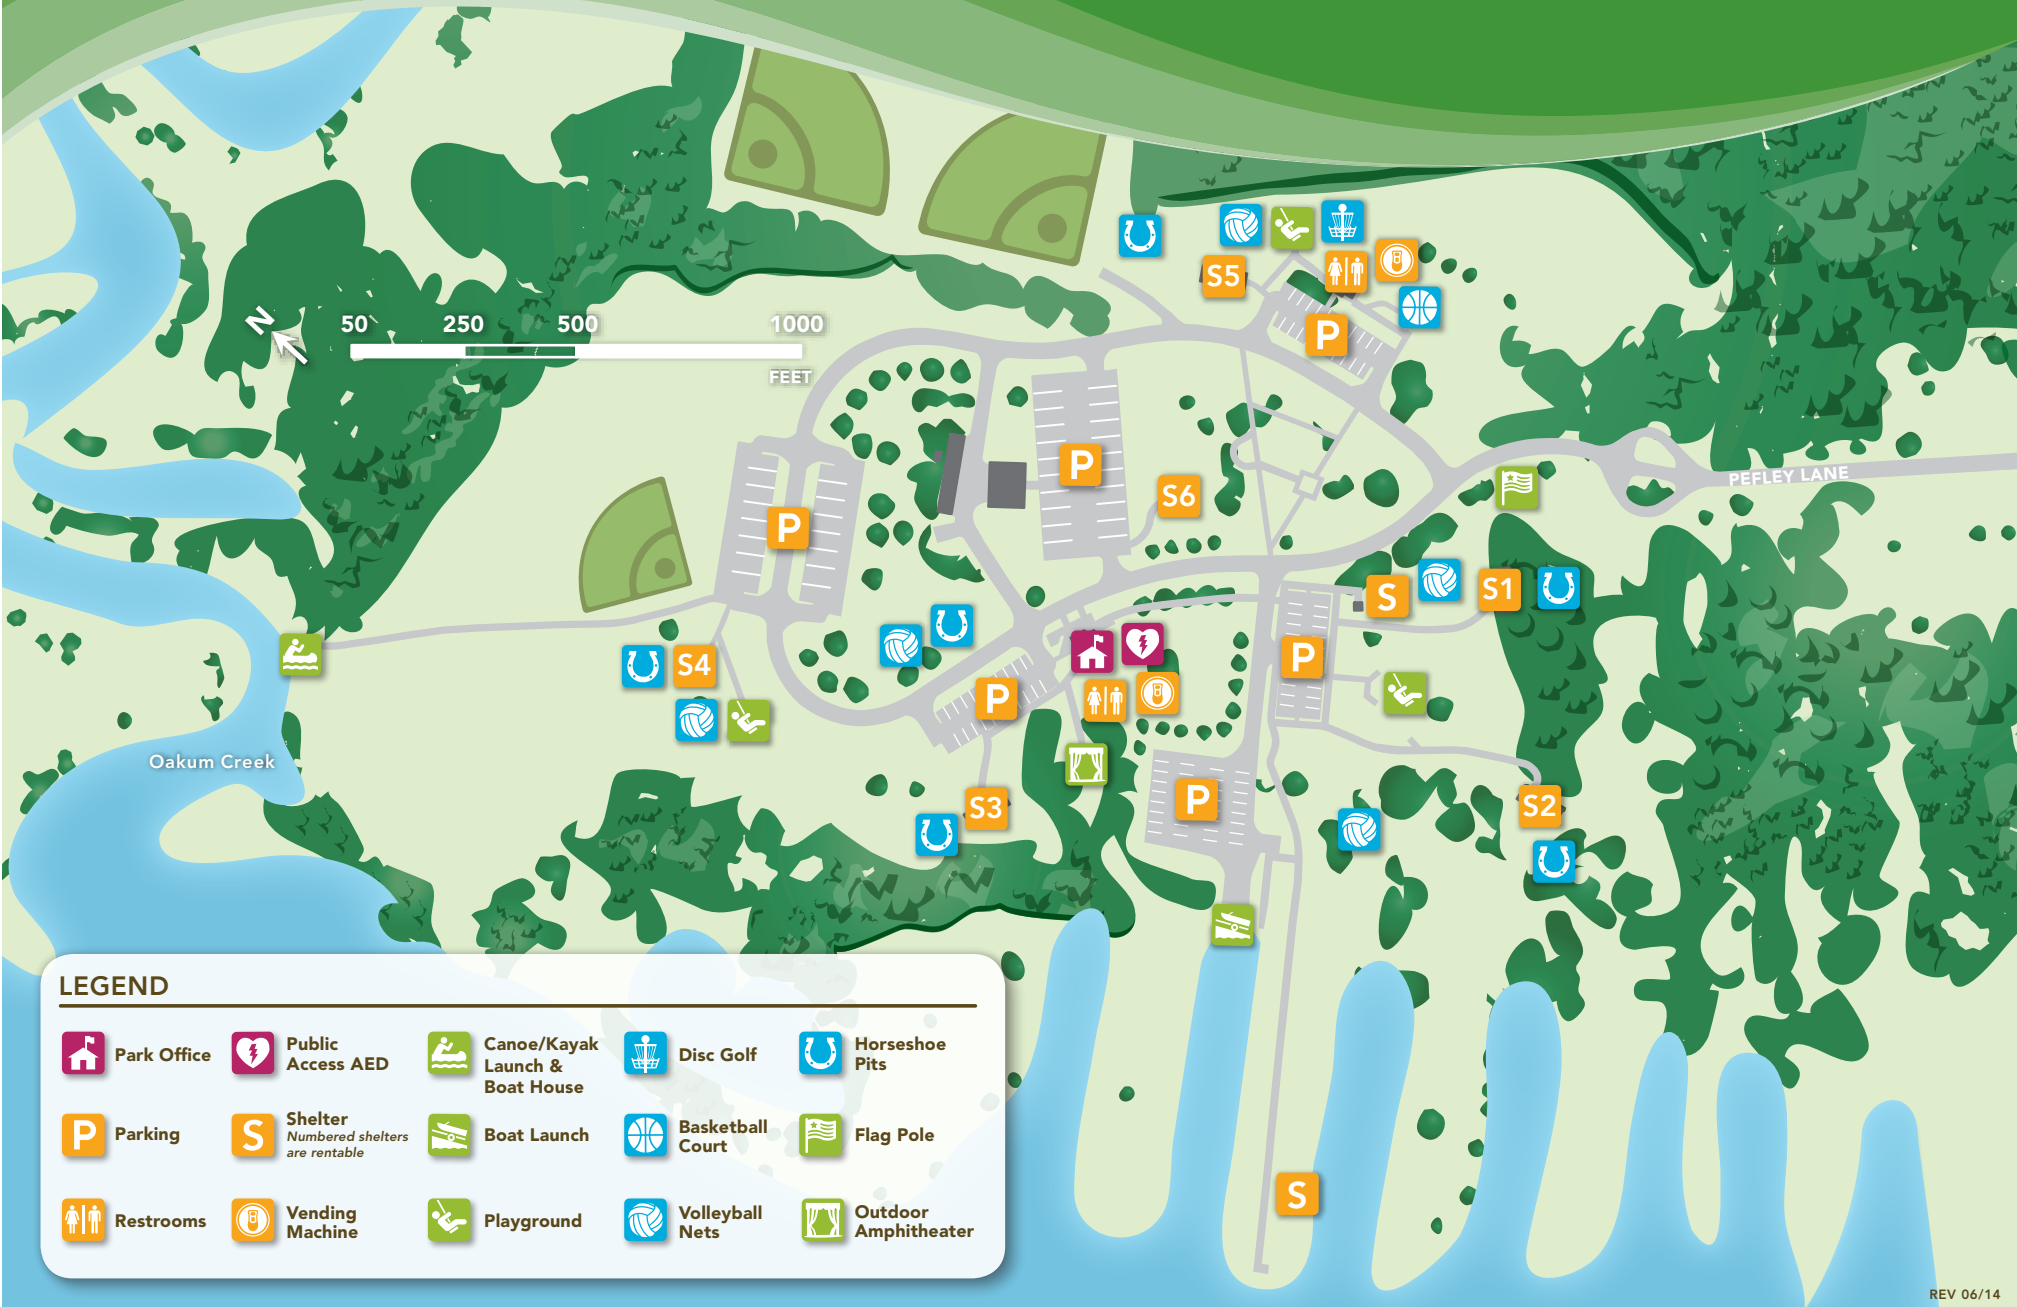 N
50 250 500 1000
FEET
S5
P
P
S6
P
PEFLEY LANE
S
S1
P
S4
P
Oakum Creek
S3
P
S2
S
LEGEND
Park Office
Public
Access AED
Canoe/Kayak
Launch &
Boat House
Disc Golf
Horseshoe
Pits
P
Parking
S
Shelter
Numbered shelters
are rentable
Boat Launch
Basketball
Court
Flag Pole
Restrooms
Vending
Machine
Playground
Volleyball
Nets
Outdoor
Amphitheater
REV 06/14